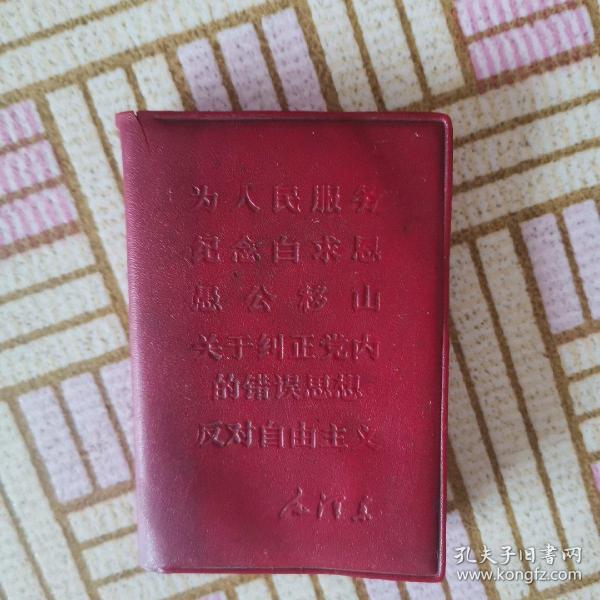 为人民服务
纪念白求恩
愚公移山
关于纠正党内
的错误思想
反对自由主义
毛泽东
孔夫子旧书网
www.kongfz.com